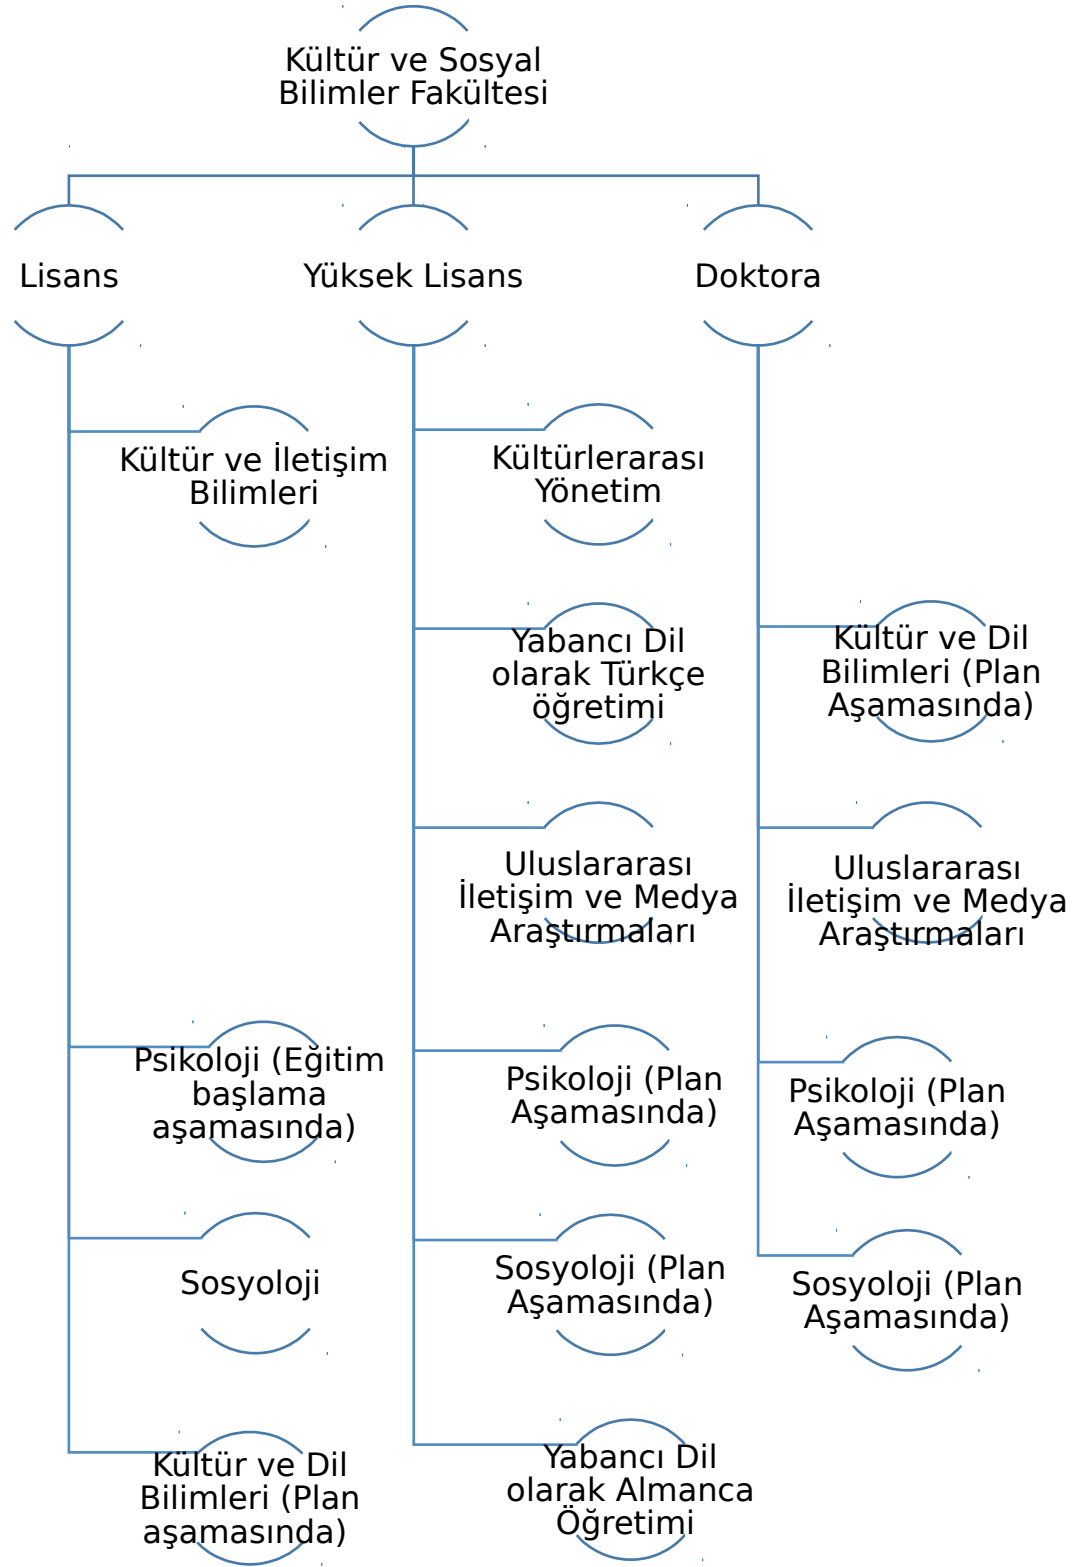 Kültür ve Sosyal
Bilimler Fakültesi
Lisans
Yüksek Lisans
Doktora
Kültür ve İletişim
Bilimleri
Psikoloji (Eğitim
başlama
aşamasında)
Sosyoloji
Kültür ve Dil
Bilimleri (Plan
aşamasında)
Kültürlerarası
Yönetim
Yabancı Dil
olarak Türkçe
öğretimi
Uluslararası
İletişim ve Medya
Araştırmaları
Psikoloji (Plan
Aşamasında)
Sosyoloji (Plan
Aşamasında)
Yabancı Dil
olarak Almanca
Öğretimi
Kültür ve Dil
Bilimleri (Plan
Aşamasında)
Uluslararası
İletişim ve Medya
Araştırmaları
Psikoloji (Plan
Aşamasında)
Sosyoloji (Plan
Aşamasında)